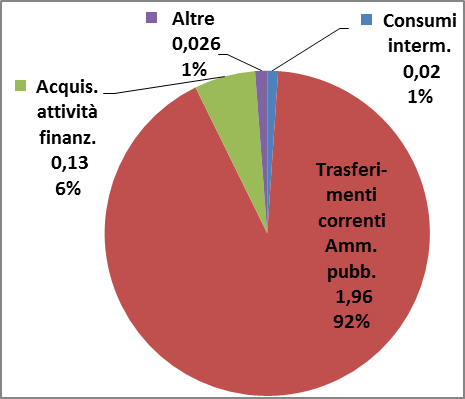 Altre
0,026
1%
Consumi
interm.
0,02
1%
Acquis.
attività
finanz.
0,13
6%
Trasferi-
menti
correnti
Amm.
pubb.
1,96
92%